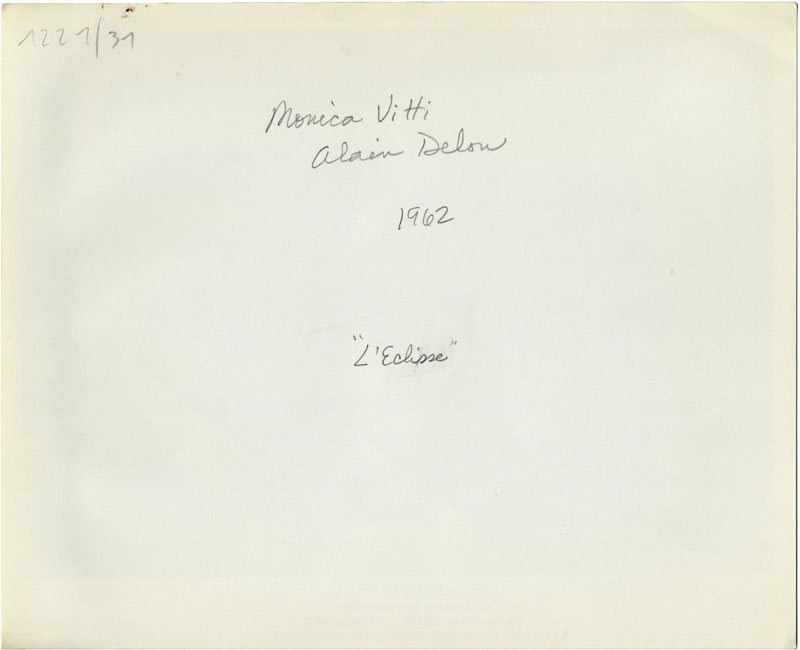 1221/31
Monica Vitti
Alain Delon
1962
"L'Eclisse"